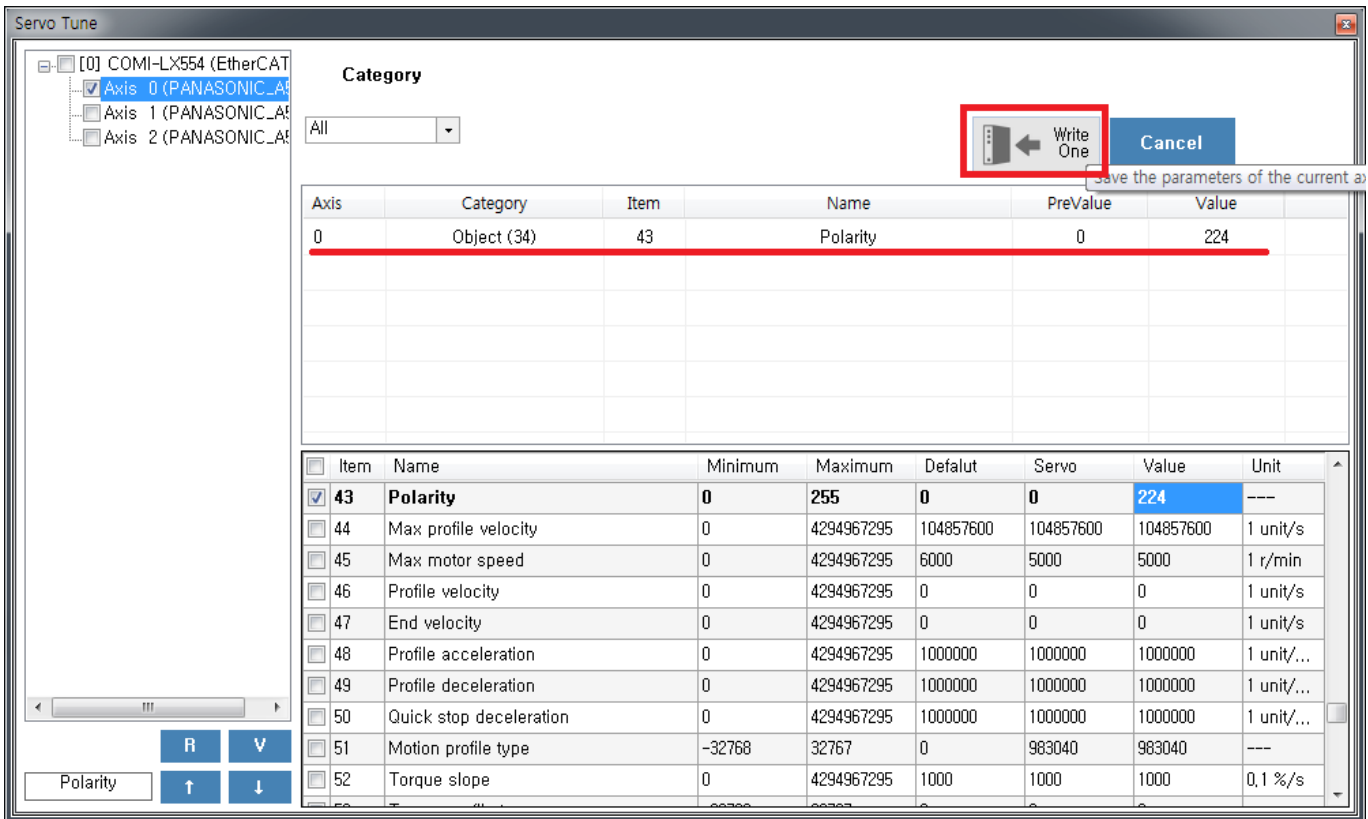 Servo Tune
[0] COMI-LX554 (EtherCAT
Axis 0 (PANASONIC_A5
Axis 1 (PANASONIC_A5
Axis 2 (PANASONIC_A5
Category
All
Write One
Cancel
Save the parameters of the current ax
Axis Category Item Name PreValue Value
0 Object (34) 43 Polarity 0 224
Item Name Minimum Maximum Defalut Servo Value Unit
43 Polarity 0 255 0 0 224 ---
44 Max profile velocity 0 4294967295 104857600 104857600 104857600 1 unit/s
45 Max motor speed 0 4294967295 6000 5000 5000 1 r/min
46 Profile velocity 0 4294967295 0 0 0 1 unit/s
47 End velocity 0 4294967295 0 0 0 1 unit/s
48 Profile acceleration 0 4294967295 1000000 1000000 1000000 1 unit/...
49 Profile deceleration 0 4294967295 1000000 1000000 1000000 1 unit/...
50 Quick stop deceleration 0 4294967295 1000000 1000000 1000000 1 unit/...
51 Motion profile type -32768 32767 0 983040 983040 ---
52 Torque slope 0 4294967295 1000 1000 1000 0,1 %/s
R V
Polarity ↑ ↓